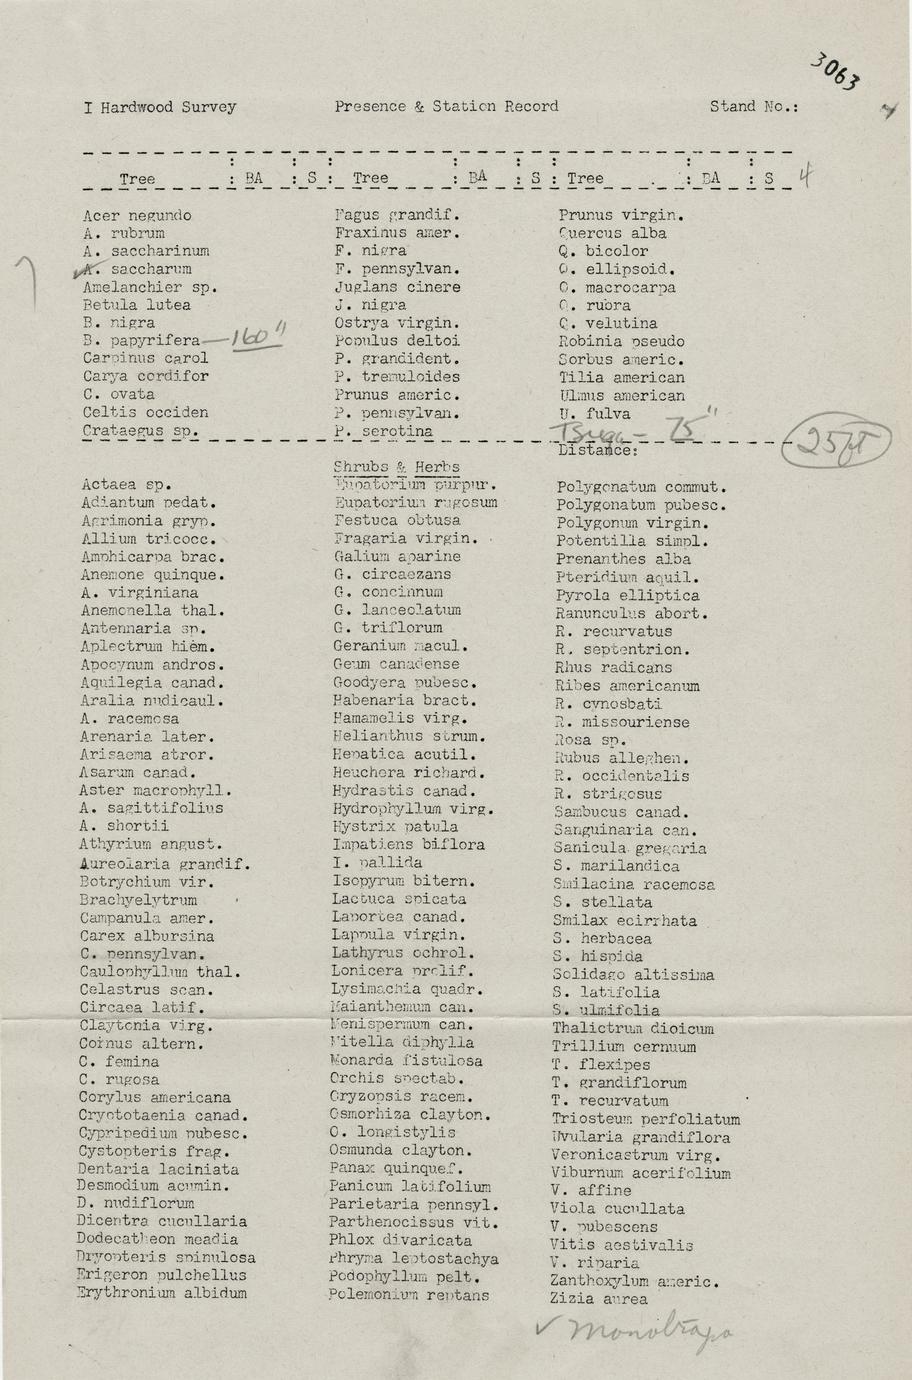 3063
I Hardwood Survey Presence & Station Record Stand No.:
Tree : BA : S : Tree : BA : S : Tree : BA : S 4
Acer negundo
A. rubrum
A. saccharinum
✓ A. saccharum
Amelanchier sp.
Betula lutea
B. nigra
B. papyrifera — 160"
Carpinus carol
Carya cordifor
C. ovata
Celtis occiden
Crataegus sp.
Fagus grandif.
Fraxinus amer.
F. nigra
F. pennsylvan.
Juglans cinere
J. nigra
Ostrya virgin.
Populus deltoi
P. grandident.
P. tremuloides
Prunus americ.
P. pennsylvan.
P. serotina
Prunus virgin.
Quercus alba
Q. bicolor
Q. ellipsoid.
Q. macrocarpa
Q. rubra
Q. velutina
Robinia pseudo
Sorbus americ.
Tilia american
Ulmus american
U. fulva
Tsuga – 75"
Distance:
25ft
Shrubs & Herbs
Actaea sp.
Adiantum pedat.
Agrimonia gryp.
Allium tricocc.
Amphicarpa brac.
Anemone quinque.
A. virginiana
Anemonella thal.
Antennaria sp.
Aplectrum hiem.
Apocynum andros.
Aquilegia canad.
Aralia nudicaul.
A. racemosa
Arenaria later.
Arisaema atror.
Asarum canad.
Aster macrophyll.
A. sagittifolius
A. shortii
Athyrium angust.
Aureolaria grandif.
Botrychium vir.
Brachyelytrum
Campanula amer.
Carex albursina
C. pennsylvan.
Caulophyllum thal.
Celastrus scan.
Circaea latif.
Claytonia virg.
Cornus altern.
C. femina
C. rugosa
Corylus americana
Cryptotaenia canad.
Cypripedium pubesc.
Cystopteris frag.
Dentaria laciniata
Desmodium acumin.
D. nudiflorum
Dicentra cucullaria
Dodecatheon meadia
Dryopteris spinulosa
Erigeron pulchellus
Erythronium albidum
Eupatorium purpur.
Eupatorium rugosum
Festuca obtusa
Fragaria virgin.
Galium aparine
G. circaezans
G. concinnum
G. lanceolatum
G. triflorum
Geranium macul.
Geum canadense
Goodyera pubesc.
Habenaria bract.
Hamamelis virg.
Helianthus strum.
Hepatica acutil.
Heuchera richard.
Hydrastis canad.
Hydrophyllum virg.
Hystrix patula
Impatiens biflora
I. pallida
Isopyrum bitern.
Lactuca spicata
Laportea canad.
Lappula virgin.
Lathyrus ochrol.
Lonicera prolif.
Lysimachia quadr.
Maianthemum can.
Menispermum can.
Mitella diphylla
Monarda fistulosa
Orchis spectab.
Oryzopsis racem.
Osmorhiza clayton.
O. longistylis
Osmunda clayton.
Panax quinquef.
Panicum latifolium
Parietaria pennsyl.
Parthenocissus vit.
Phlox divaricata
Phryma leptostachya
Podophyllum pelt.
Polemonium reptans
Polygonatum commut.
Polygonatum pubesc.
Polygonum virgin.
Potentilla simpl.
Prenanthes alba
Pteridium aquil.
Pyrola elliptica
Ranunculus abort.
R. recurvatus
R. septentrion.
Rhus radicans
Ribes americanum
R. cynosbati
R. missouriense
Rosa sp.
Rubus alleghen.
R. occidentalis
R. strigosus
Sambucus canad.
Sanguinaria can.
Sanicula gregaria
S. marilandica
Smilacina racemosa
S. stellata
Smilax ecirrhata
S. herbacea
S. hispida
Solidago altissima
S. latifolia
S. ulmifolia
Thalictrum dioicum
Trillium cernuum
T. flexipes
T. grandiflorum
T. recurvatum
Triosteum perfoliatum
Uvularia grandiflora
Veronicastrum virg.
Viburnum acerifolium
V. affine
Viola cucullata
V. pubescens
Vitis aestivalis
V. riparia
Zanthoxylum americ.
Zizia aurea
✓ Monotropa